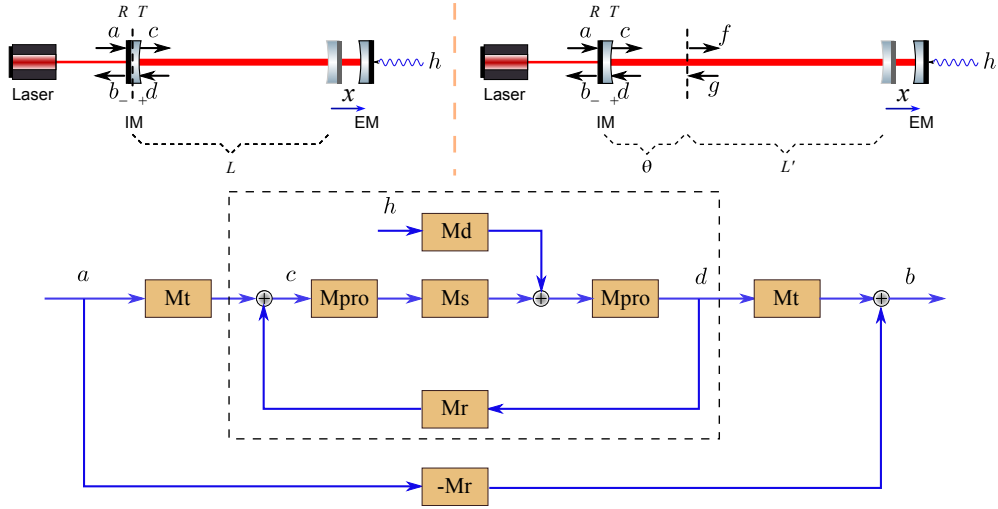 R T
a c
h
Laser
b − + d
x
IM
EM
L
R T
a c
f
h
Laser
b − + d
g
x
IM
EM
θ
L′
h
Md
a
c
d
b
Mt
+
Mpro
Ms
+
Mpro
Mt
+
Mr
-Mr